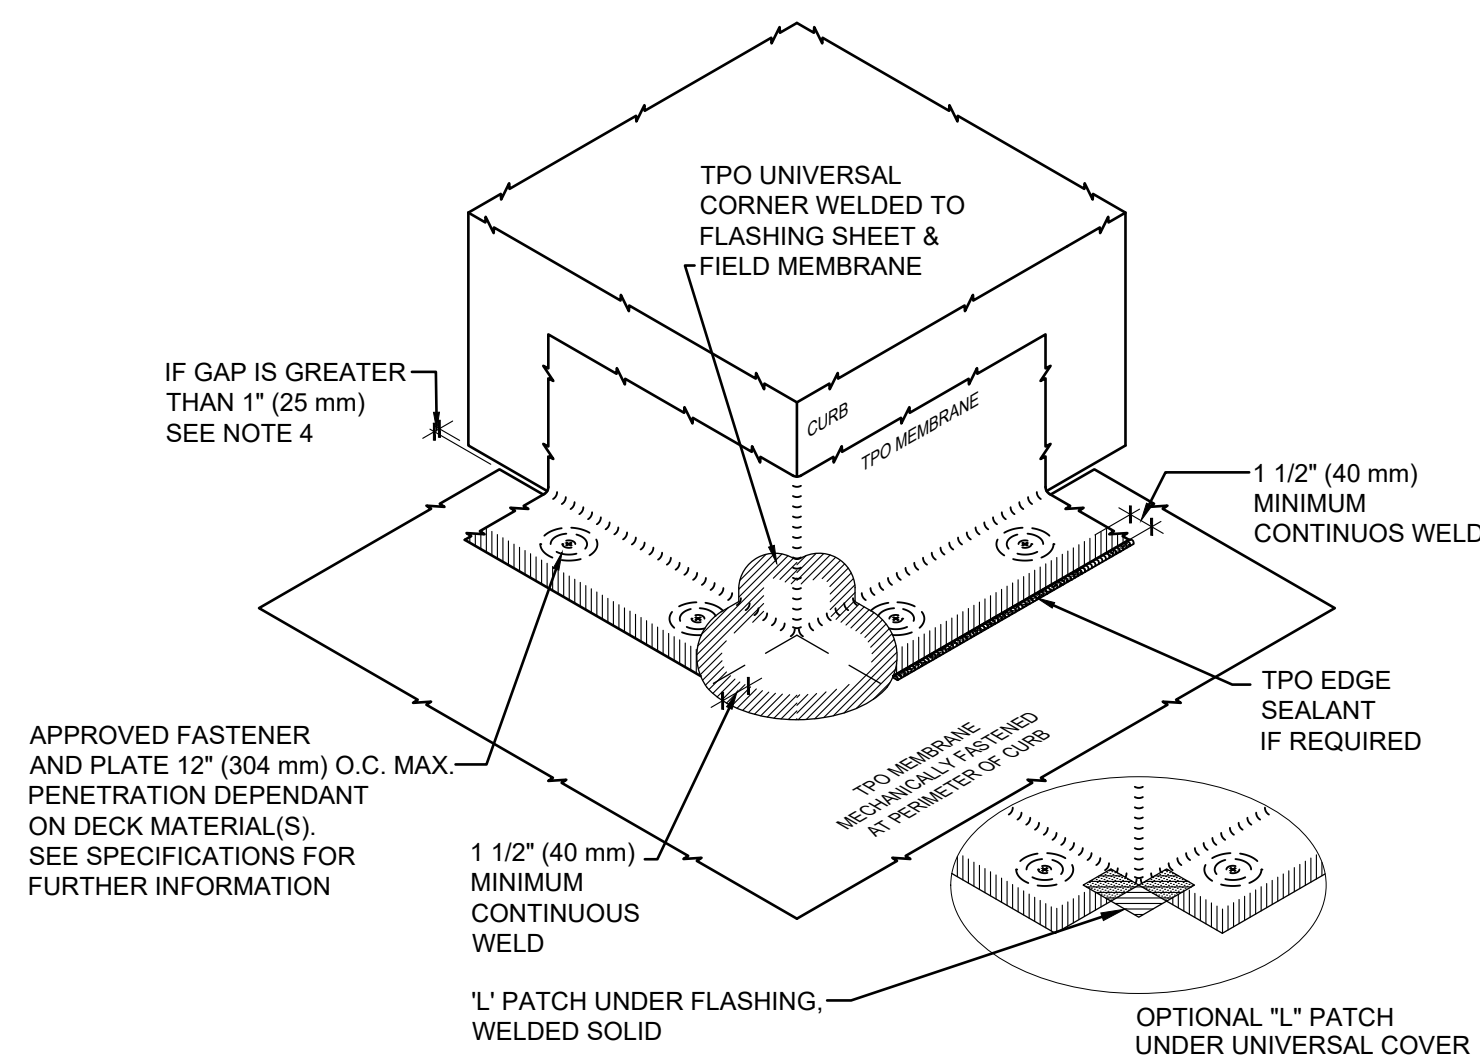 TPO UNIVERSAL
CORNER WELDED TO
FLASHING SHEET &
FIELD MEMBRANE
IF GAP IS GREATER
THAN 1" (25 mm)
SEE NOTE 4
CURB
TPO MEMBRANE
1 1/2" (40 mm)
MINIMUM
CONTINUOS WELD
TPO EDGE
SEALANT
IF REQUIRED
APPROVED FASTENER
AND PLATE 12" (304 mm) O.C. MAX.
PENETRATION DEPENDANT
ON DECK MATERIAL(S).
SEE SPECIFICATIONS FOR
FURTHER INFORMATION
TPO MEMBRANE
MECHANICALLY FASTENED
AT PERIMETER OF CURB
1 1/2" (40 mm)
MINIMUM
CONTINUOUS
WELD
'L' PATCH UNDER FLASHING,
WELDED SOLID
OPTIONAL "L" PATCH
UNDER UNIVERSAL COVER